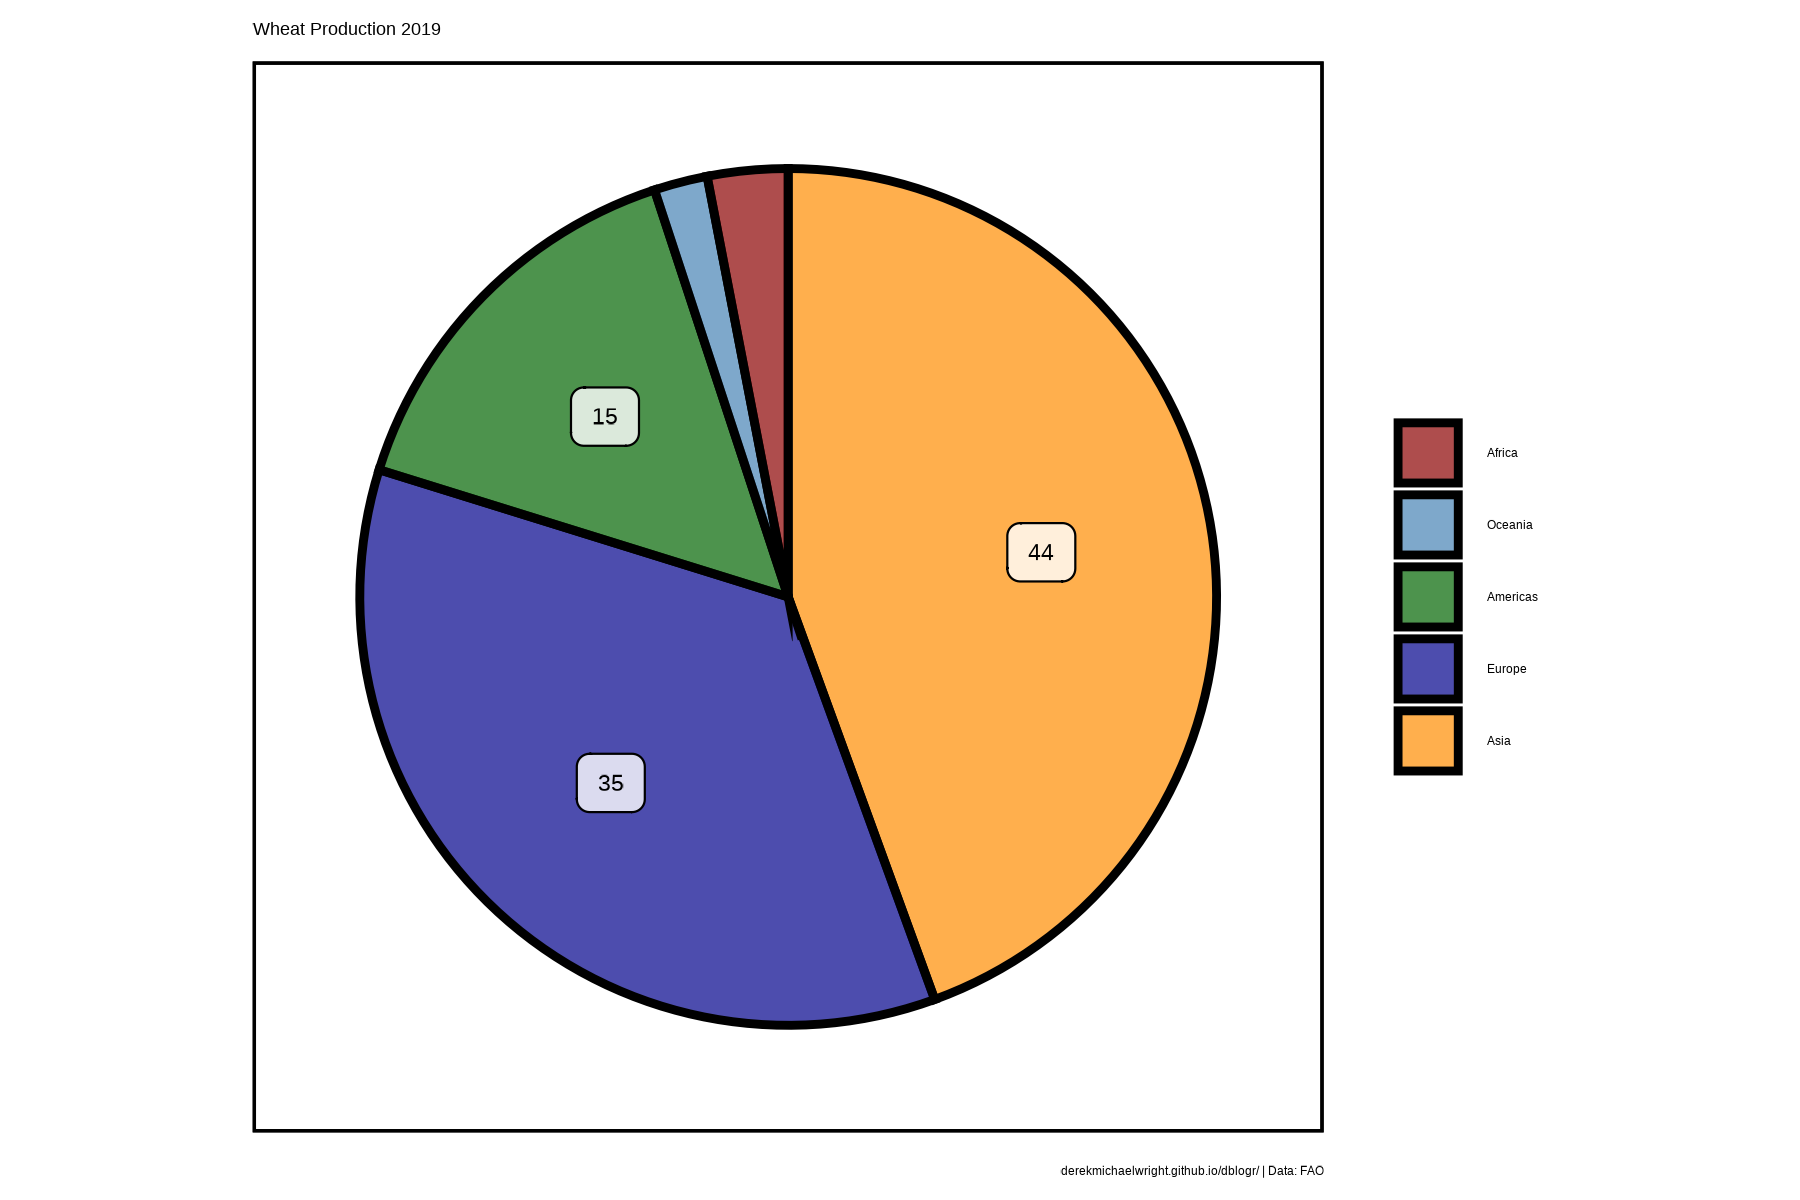 Wheat Production 2019
15
44
35
Africa
Oceania
Americas
Europe
Asia
derekmichaelwright.github.io/dblogr/ | Data: FAO